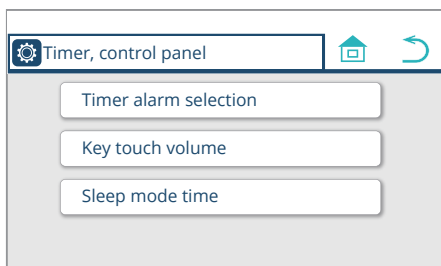 Timer, control panel
Timer alarm selection
Key touch volume
Sleep mode time